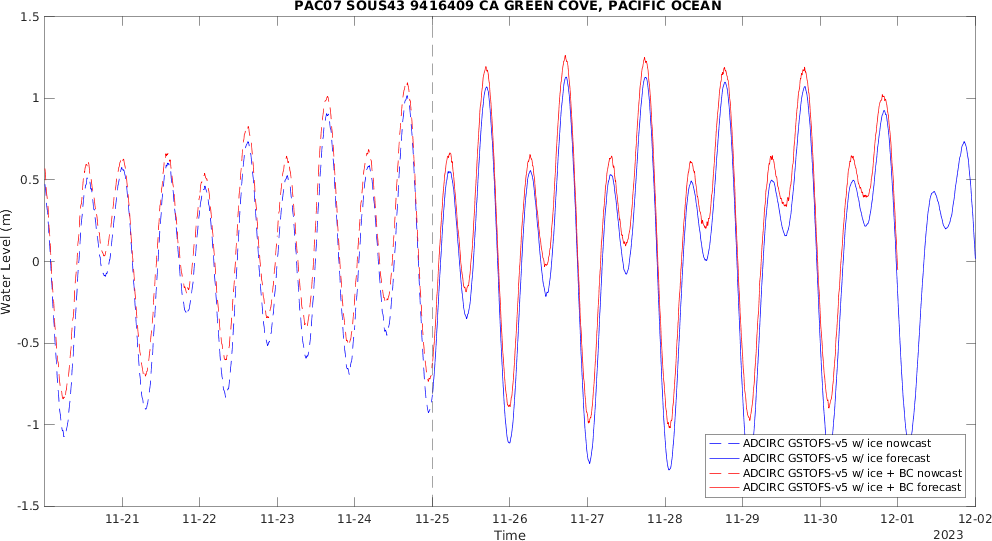 PAC07 SOUS43 9416409 CA GREEN COVE, PACIFIC OCEAN
1.5
1
0.5
0
-0.5
-1
-1.5
Water Level (m)
ADCIRC GSTOFS-v5 w/ ice nowcast
ADCIRC GSTOFS-v5 w/ ice forecast
ADCIRC GSTOFS-v5 w/ ice + BC nowcast
ADCIRC GSTOFS-v5 w/ ice + BC forecast
11-21 11-22 11-23 11-24 11-25 11-26 11-27 11-28 11-29 11-30 12-01 12-02
Time
2023